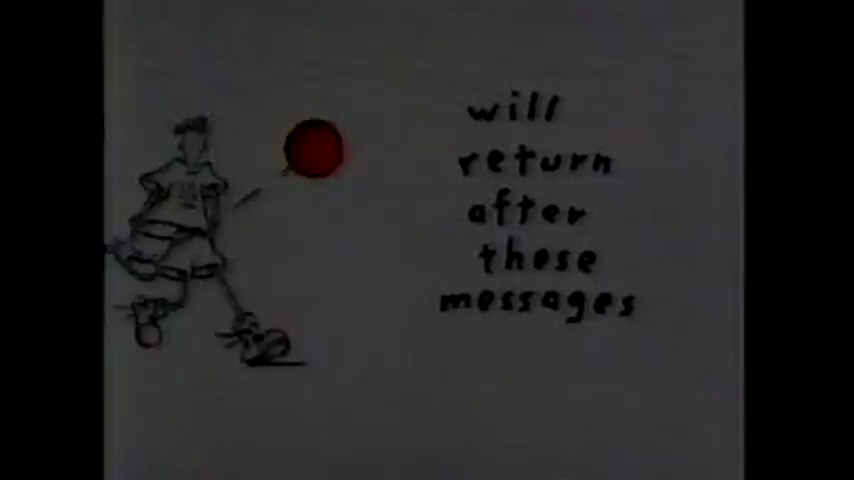 will
return
after
these
messages